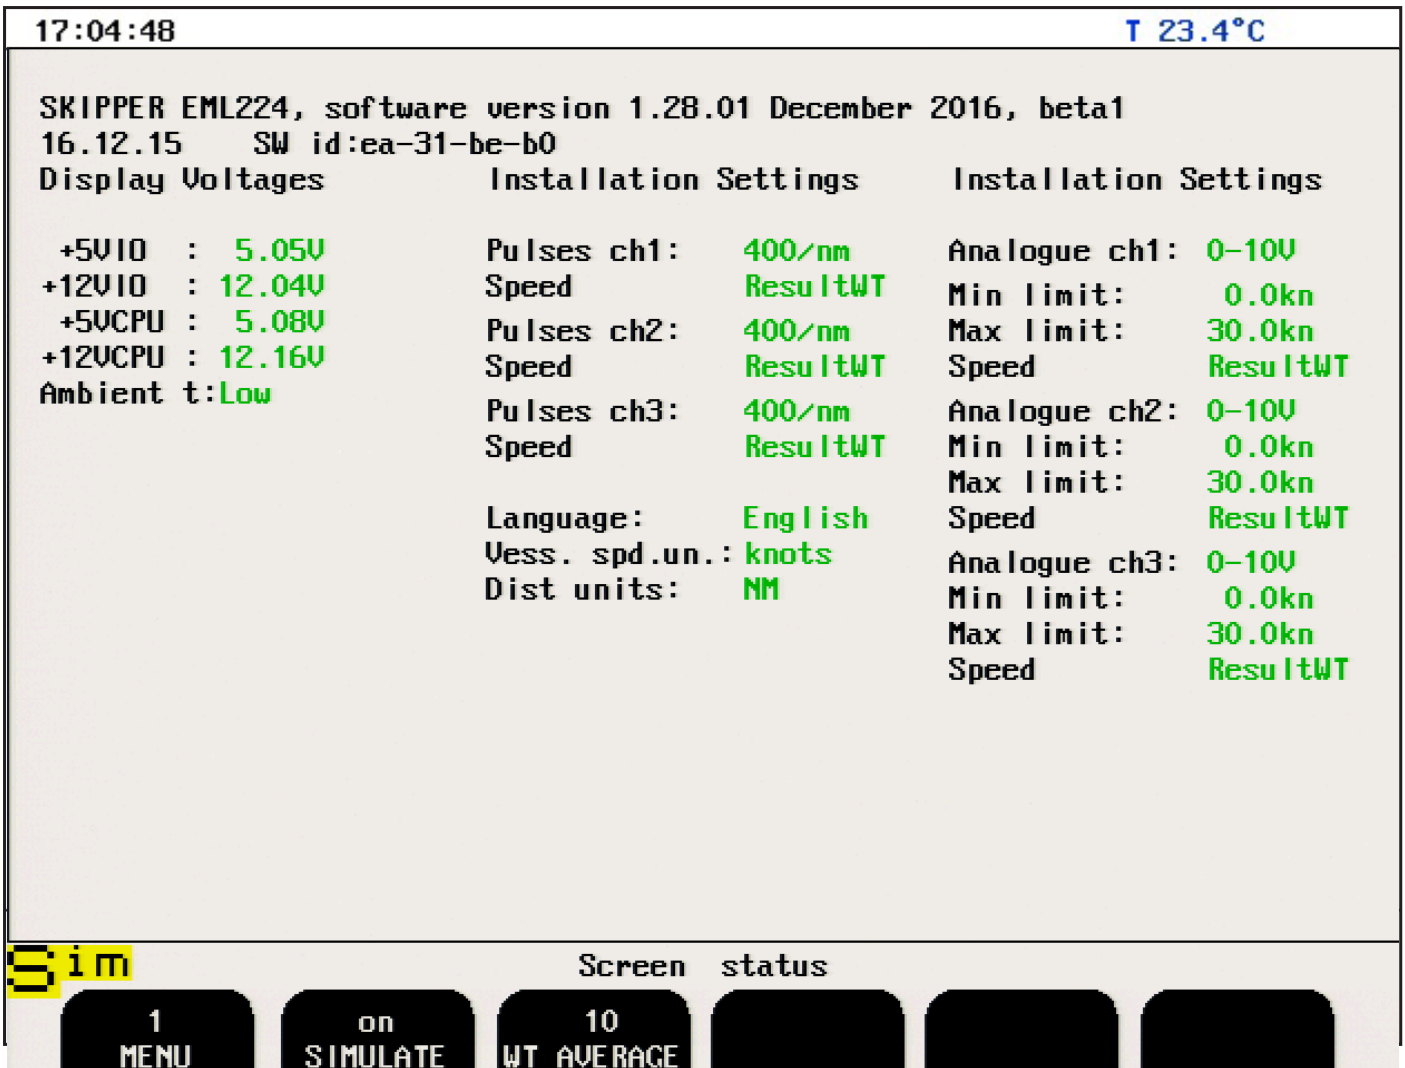 17:04:48 T 23.4°C
SKIPPER EML224, software version 1.28.01 December 2016, beta1
16.12.15 SW id:ea-31-be-b0
Display Voltages Installation Settings Installation Settings
+5VIO : 5.05V Pulses ch1: 400/nm Analogue ch1: 0-10V
+12VIO : 12.04V Speed ResultWT Min limit: 0.0kn
+5VCPU : 5.08V Pulses ch2: 400/nm Max limit: 30.0kn
+12VCPU : 12.16V Speed ResultWT Speed ResultWT
Ambient t:Low Pulses ch3: 400/nm Analogue ch2: 0-10V
Speed ResultWT Min limit: 0.0kn
Max limit: 30.0kn
Language: English Speed ResultWT
Vess. spd.un.: knots Analogue ch3: 0-10V
Dist units: NM Min limit: 0.0kn
Max limit: 30.0kn
Speed ResultWT
Sim Screen status
1 on 10
MENU SIMULATE WT AVERAGE